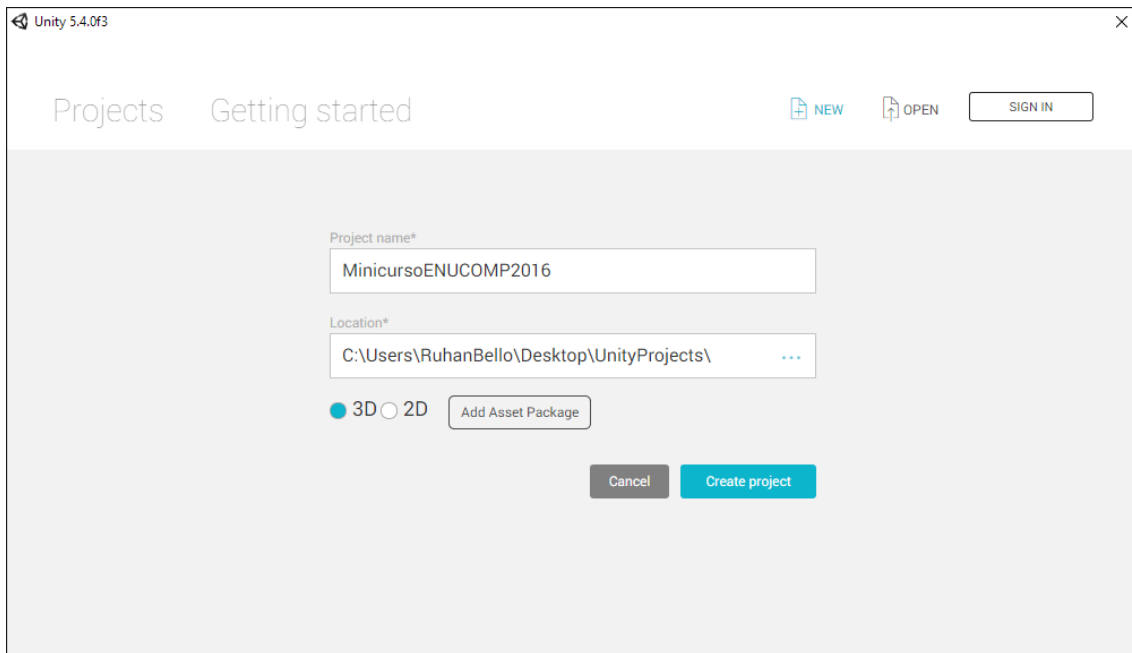 Unity 5.4.0f3
Projects Getting started NEW OPEN SIGN IN
Project name*
MinicursoENUCOMP2016
Location*
C:\Users\RuhanBello\Desktop\UnityProjects\ ...
3D 2D Add Asset Package
Cancel Create project